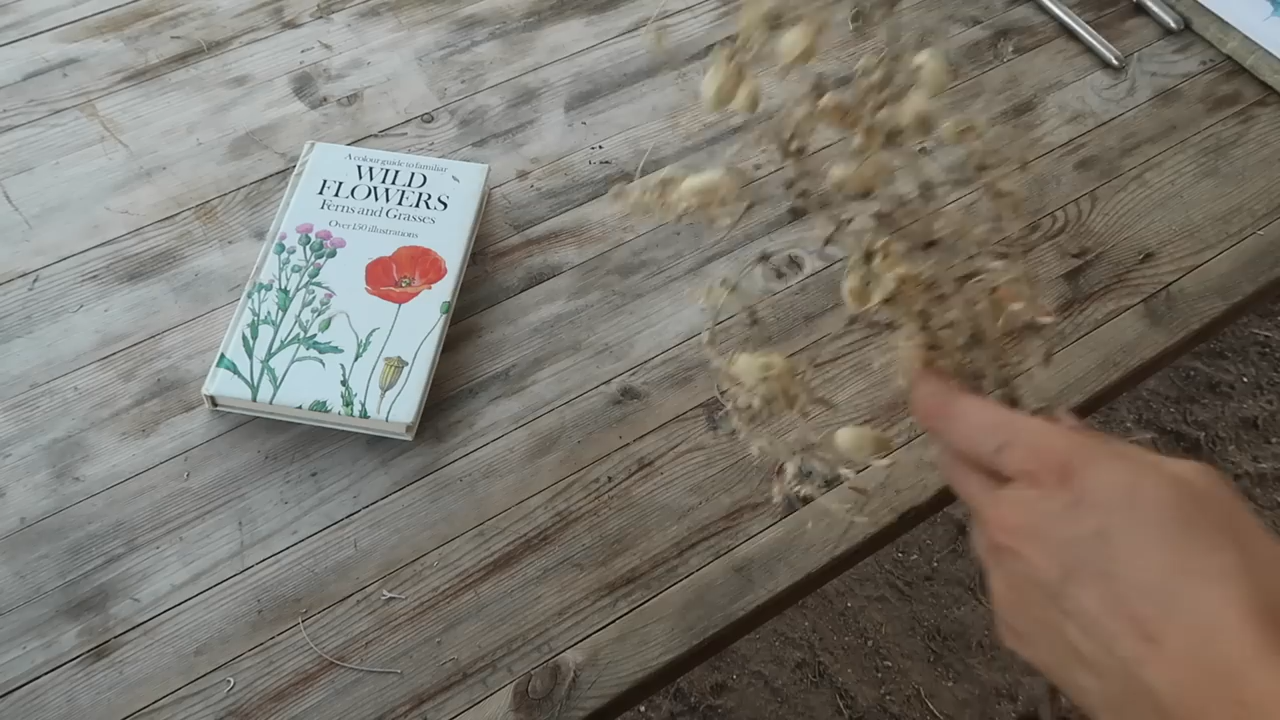 A colour guide to familiar
WILD
FLOWERS
Ferns and Grasses
Over 150 illustrations